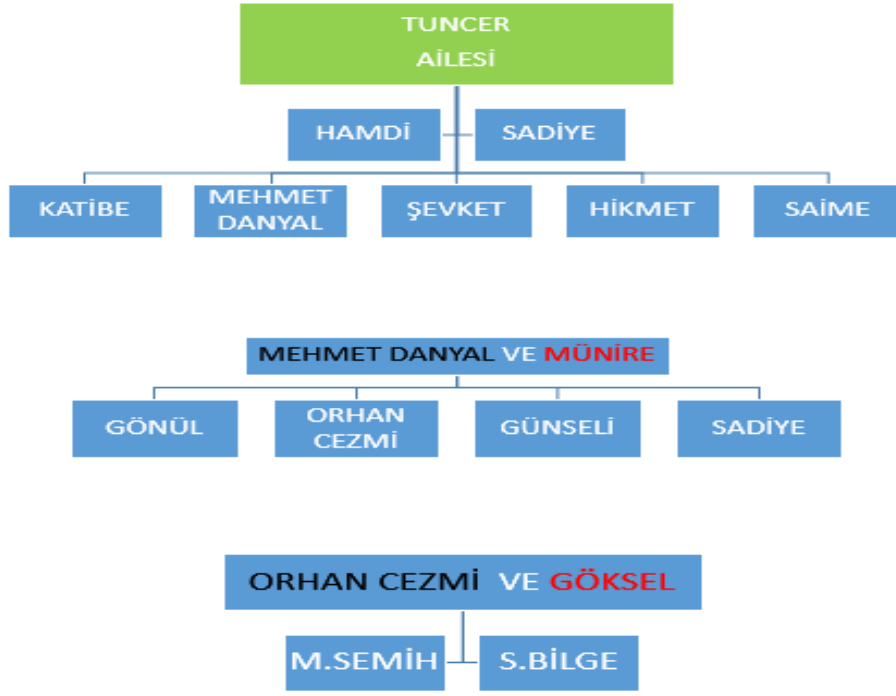 TUNCER
AİLESİ
HAMDİ
SADİYE
KATİBE
MEHMET
DANYAL
ŞEVKET
HİKMET
SAİME
MEHMET DANYAL VE MÜNİRE
GÖNÜL
ORHAN
CEZMİ
GÜNSELİ
SADİYE
ORHAN CEZMİ VE GÖKSEL
M.SEMİH
S.BİLGE